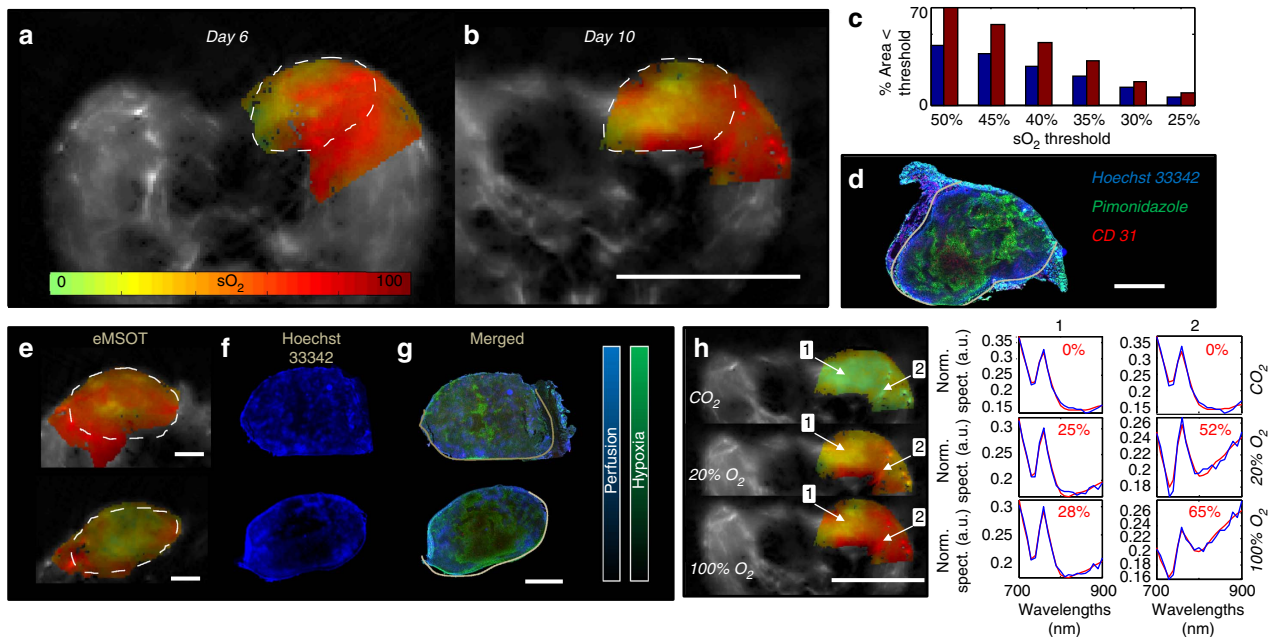 a
Day 6
b
Day 10
0
sO2
100
c
% Area <
threshold
70
0
50%
45%
40%
35%
30%
25%
sO2 threshold
d
Hoechst 33342
Pimonidazole
CD 31
e
eMSOT
f
Hoechst
33342
g
Merged
Perfusion
Hypoxia
h
1
2
CO2
1
2
20% O2
1
2
100% O2
1
2
Norm.
spect. (a.u.)
0.35
0.3
0.25
0.2
0.15
0%
0.35
0.3
0.25
0.2
0.15
0%
CO2
Norm.
spect. (a.u.)
0.3
0.25
0.2
25%
0.26
0.24
0.22
0.2
0.18
0.16
52%
20% O2
Norm.
spect. (a.u.)
0.3
0.25
0.2
28%
0.26
0.24
0.22
0.2
0.18
0.16
65%
100% O2
700
900
700
900
Wavelengths
(nm)
Wavelengths
(nm)